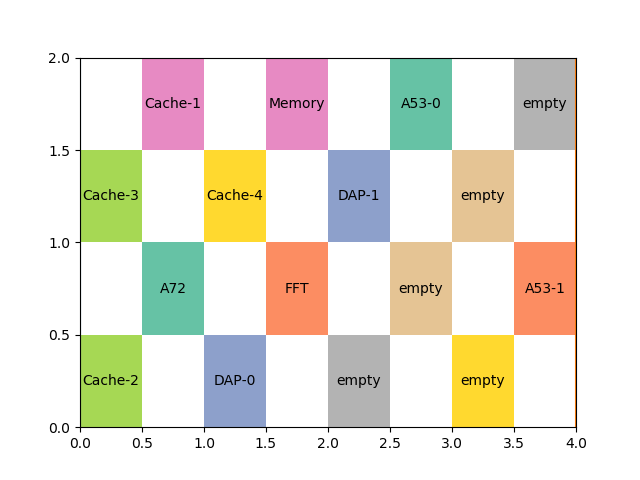 2.0
Cache-1 Memory A53-0 empty
1.5
Cache-3 Cache-4 DAP-1 empty
1.0
A72 FFT empty A53-1
0.5
Cache-2 DAP-0 empty empty
0.0
0.0 0.5 1.0 1.5 2.0 2.5 3.0 3.5 4.0